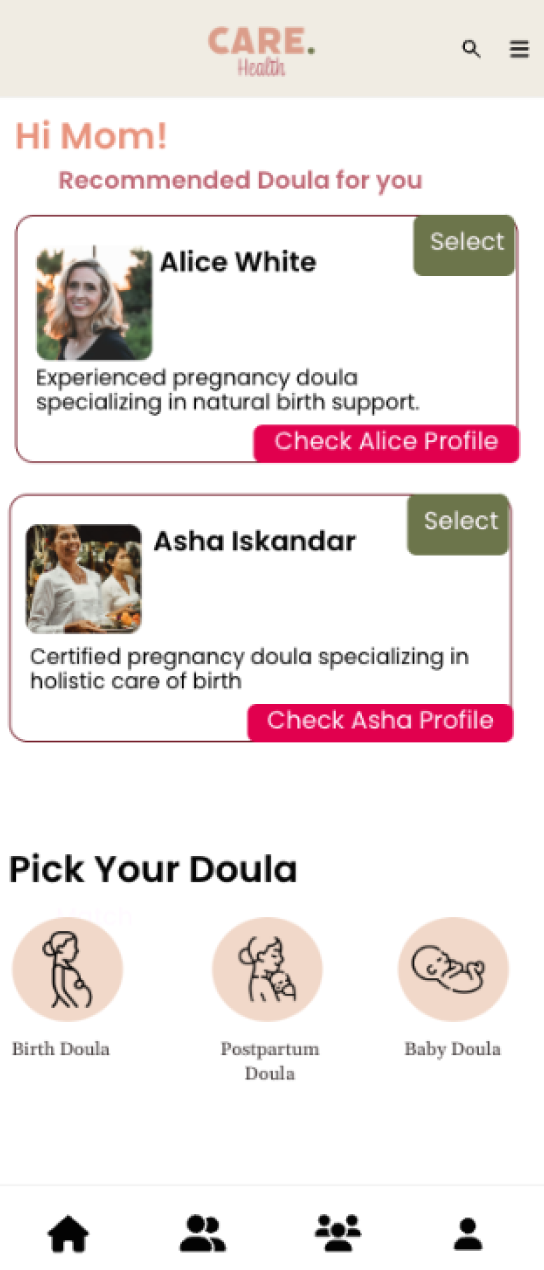 CARE.
Health
Hi Mom!
Recommended Doula for you
Alice White
Select
Experienced pregnancy doula
specializing in natural birth support.
Check Alice Profile
Asha Iskandar
Select
Certified pregnancy doula specializing in
holistic care of birth
Check Asha Profile
Pick Your Doula
Birth Doula
Postpartum
Doula
Baby Doula